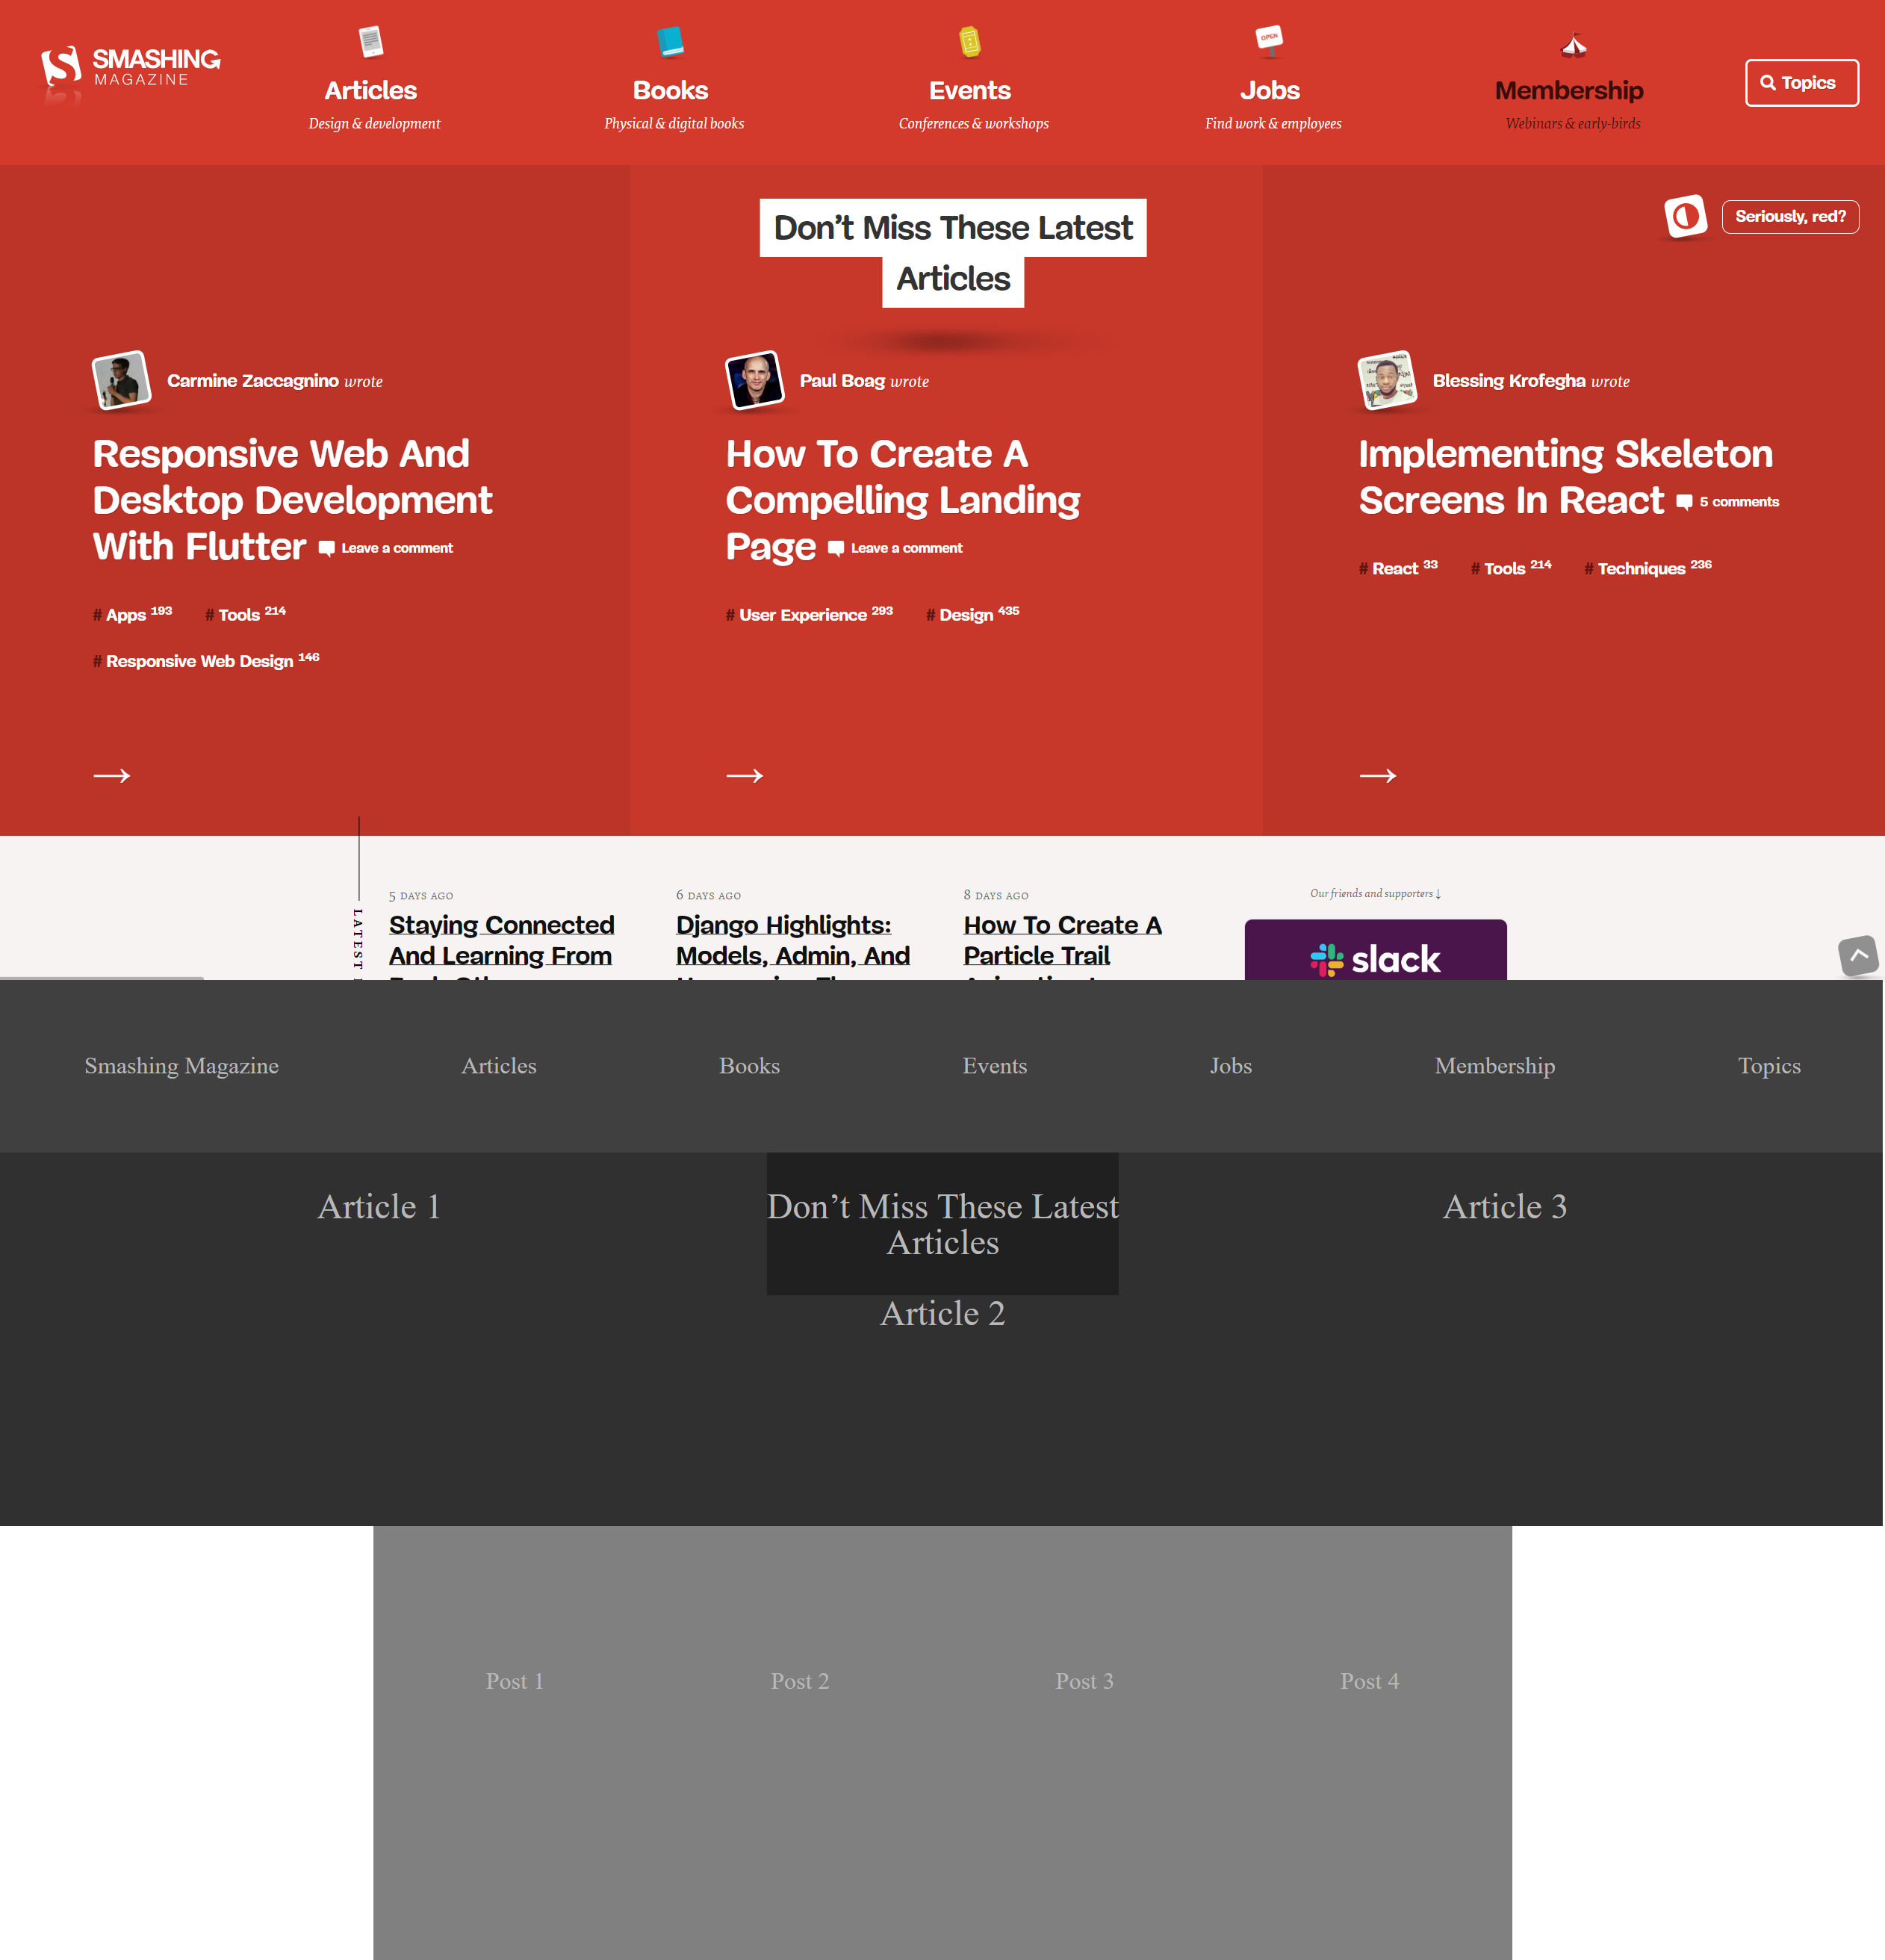 SMASHING
MAGAZINE
Articles
Design & development
Books
Physical & digital books
Events
Conferences & workshops
OPEN
Jobs
Find work & employees
Membership
Webinars & early-birds
Topics
Don’t Miss These Latest
Articles
Seriously, red?
Carmine Zaccagnino wrote
Responsive Web And
Desktop Development
With Flutter Leave a comment
# Apps 193 # Tools 214
# Responsive Web Design 146
→
Paul Boag wrote
How To Create A
Compelling Landing
Page Leave a comment
# User Experience 293 # Design 435
→
Blessing Krofegha wrote
Implementing Skeleton
Screens In React 5 comments
# React 33 # Tools 214 # Techniques 236
→
LATEST
5 DAYS AGO
Staying Connected
And Learning From
6 DAYS AGO
Django Highlights:
Models, Admin, And
8 DAYS AGO
How To Create A
Particle Trail
Our friends and supporters ↓
slack
Smashing Magazine Articles Books Events Jobs Membership Topics
Article 1
Don’t Miss These Latest
Articles
Article 2
Article 3
Post 1 Post 2 Post 3 Post 4